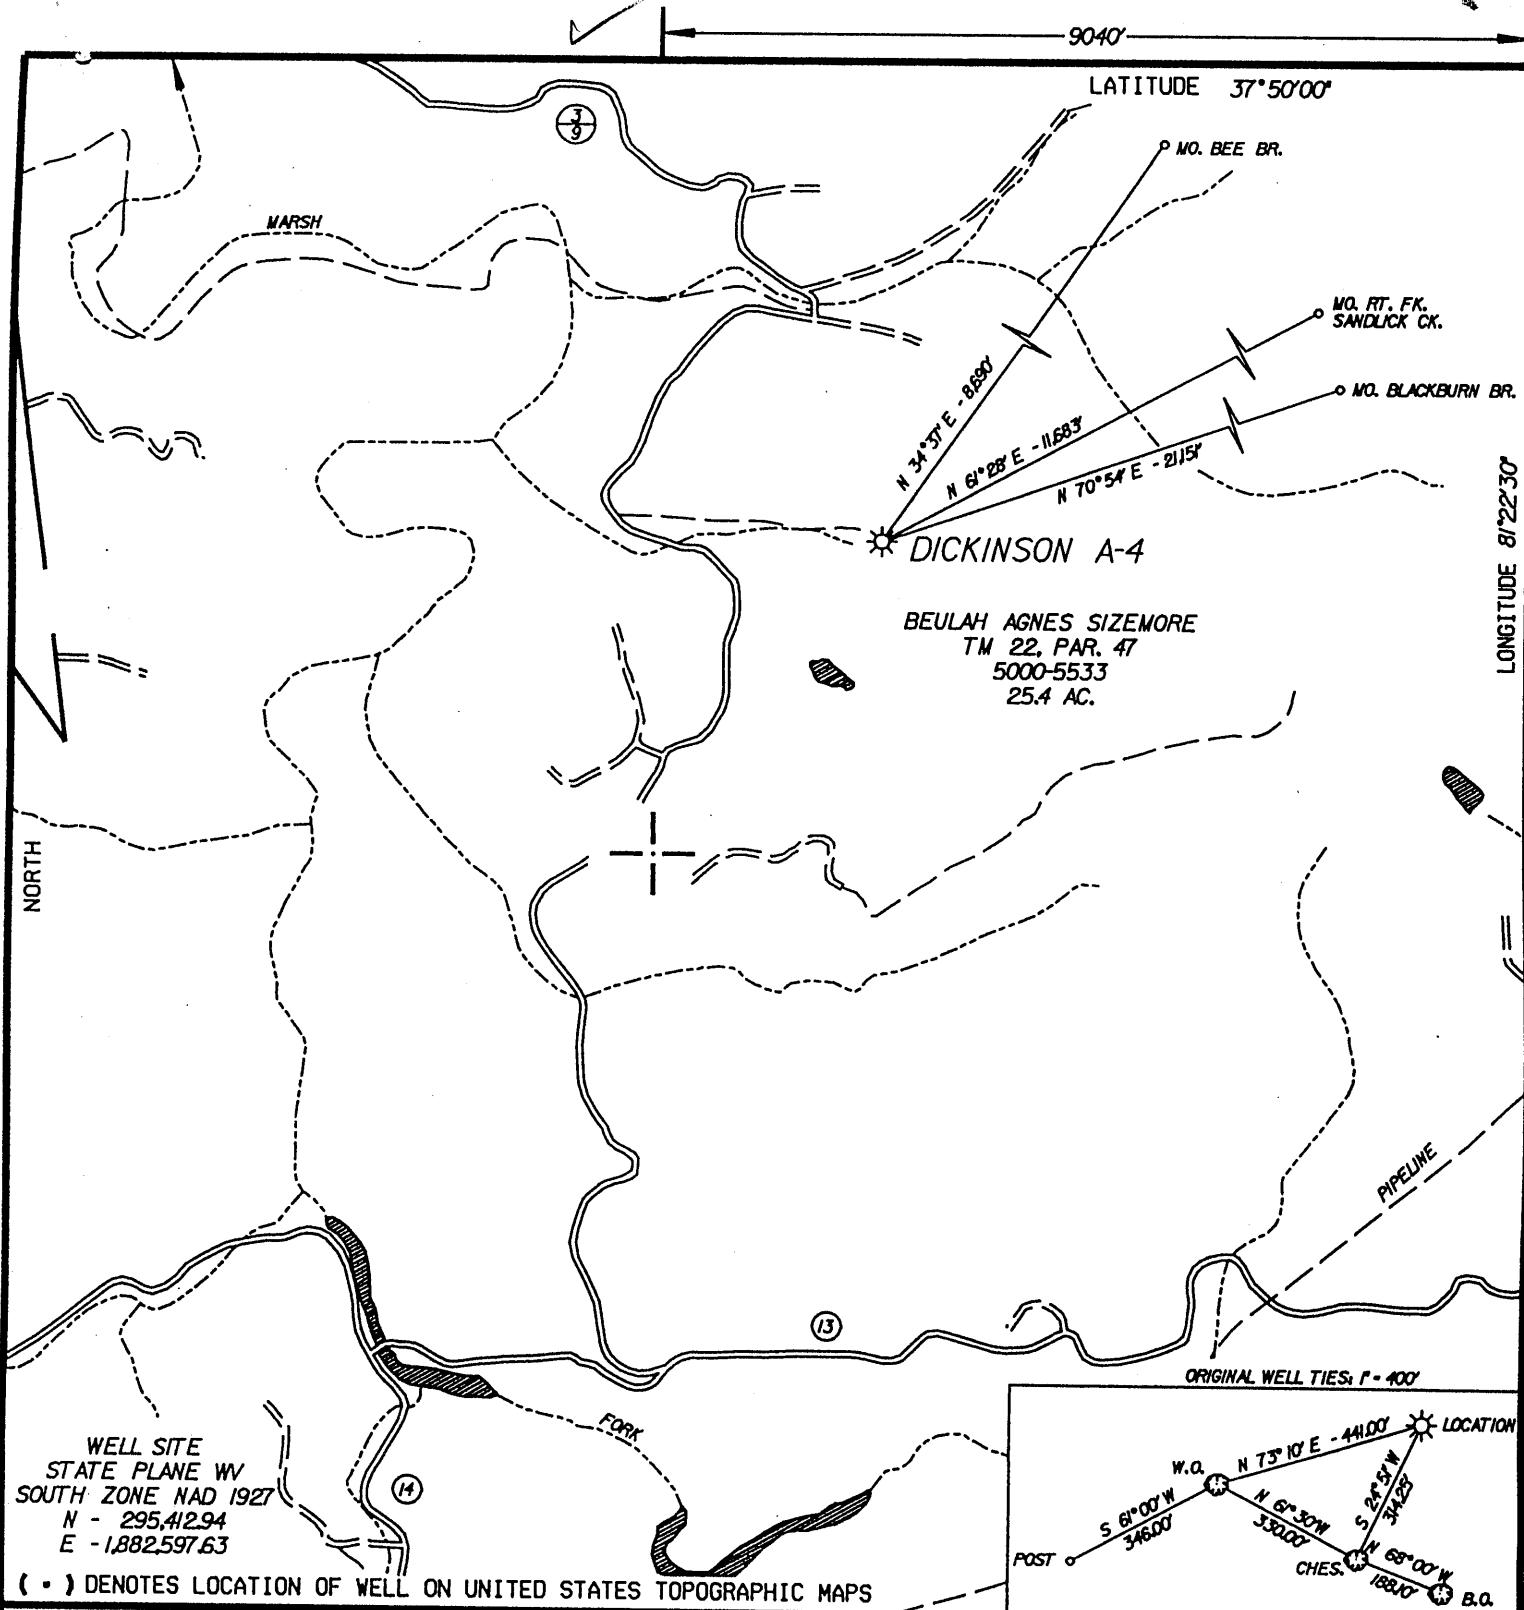 9040'
LATITUDE 37°50'00"
3
9
MO. BEE BR.
MARSH
MO. RT. FK.
SANDLICK CK.
MO. BLACKBURN BR.
N 34°37' E - 8,690'
N 61°28' E - 11,683'
N 70°54' E - 21,151'
LONGITUDE 81°22'30"
DICKINSON A-4
BEULAH AGNES SIZEMORE
TM 22, PAR. 47
5000-5533
25.4 AC.
NORTH
PIPELINE
13
ORIGINAL WELL TIES: 1" = 400'
FORK
14
WELL SITE
STATE PLANE WV
SOUTH ZONE NAD 1927
N - 295,412.94
E - 1,882,597.63
LOCATION
N 73°10' E - 441.00'
W.O.
S 24°51' W
314.25'
S 61°00' W
346.00'
N 61°30' W
330.00'
POST
CHES.
N 68°00' W
188.10'
B.O.
( · ) DENOTES LOCATION OF WELL ON UNITED STATES TOPOGRAPHIC MAPS